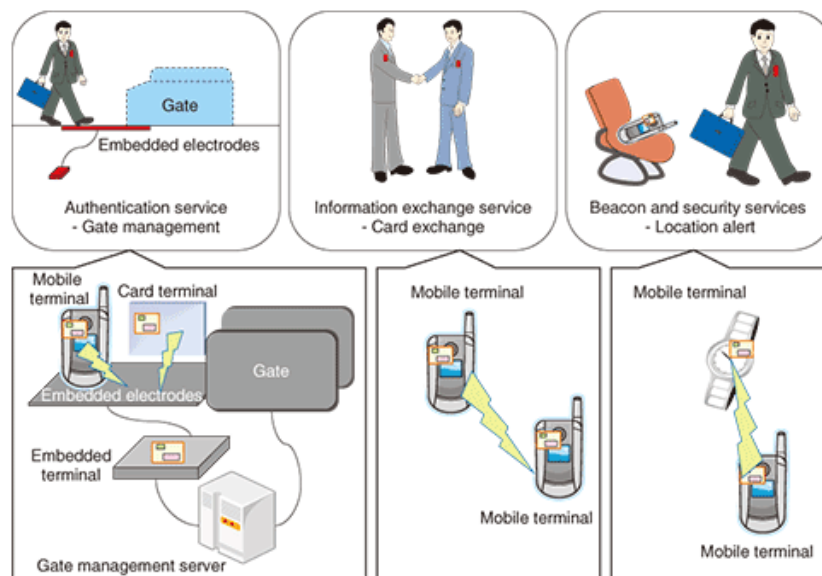 Gate
Embedded electrodes
Authentication service
- Gate management
Information exchange service
- Card exchange
Beacon and security services
- Location alert
Mobile
terminal
Card terminal
Gate
Embedded electrodes
Embedded
terminal
Gate management server
Mobile terminal
Mobile terminal
Mobile terminal
Mobile terminal